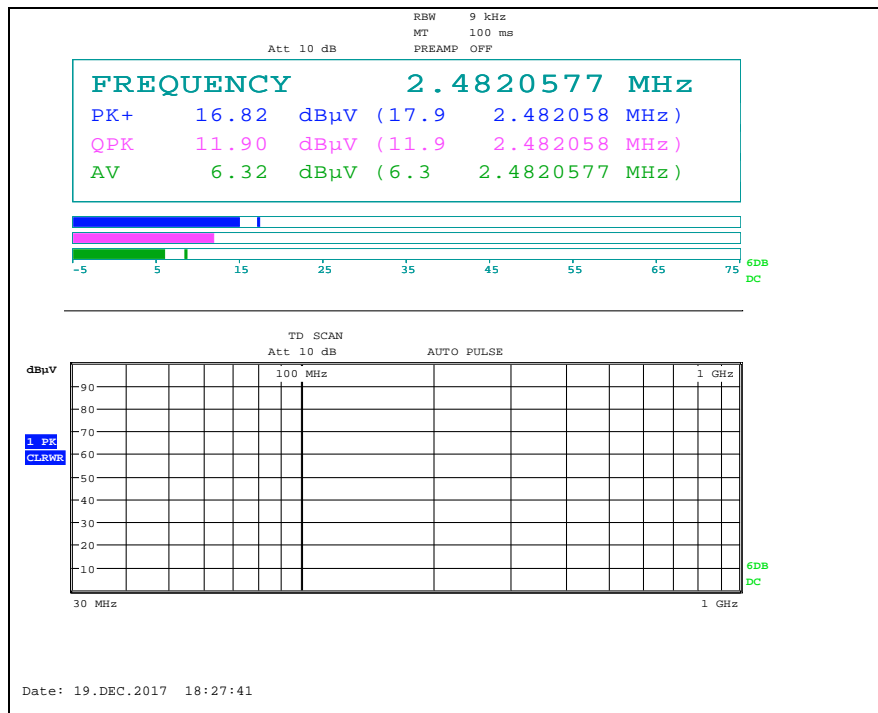 RBW 9 kHz
MT 100 ms
Att 10 dB PREAMP OFF
FREQUENCY 2.4820577 MHz
PK+ 16.82 dBµV (17.9 2.482058 MHz)
QPK 11.90 dBµV (11.9 2.482058 MHz)
AV 6.32 dBµV (6.3 2.4820577 MHz)
-5 5 15 25 35 45 55 65 75
6DB
DC
TD SCAN
Att 10 dB AUTO PULSE
dBµV
100 MHz 1 GHz
90
80
70
1 PK
CLRWR
60
50
40
30
20
10
6DB
DC
30 MHz 1 GHz
Date: 19.DEC.2017 18:27:41